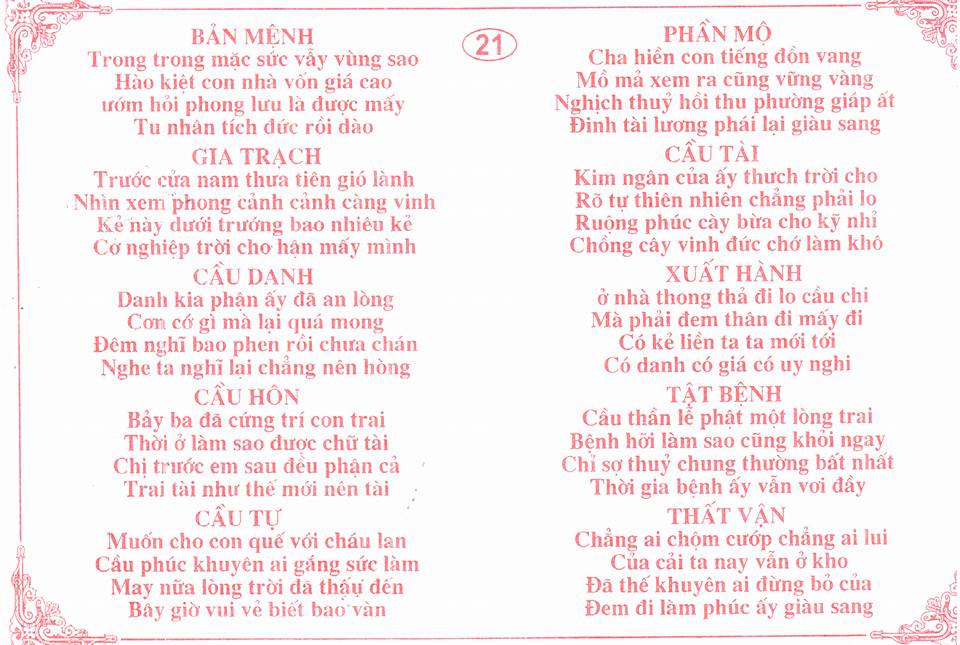 BẢN MỆNH
Trong trong mặc sức vẫy vùng sao
Hào kiệt con nhà vốn giá cao
ướm hỏi phong lưu là được mấy
Tu nhân tích đức rồi dào
GIA TRẠCH
Trước cửa nam thưa tiên gió lành
Nhìn xem phong cảnh cảnh càng vinh
Kẻ này dưới trướng bao nhiêu kẻ
Cơ nghiệp trời cho hận mấy mình
CẦU DANH
Danh kia phận ấy đã an lòng
Cơn cớ gì mà lại quá mong
Đêm nghĩ bao phen rồi chưa chán
Nghe ta nghĩ lại chẳng nên hòng
CẦU HÔN
Bảy ba đã cứng trí con trai
Thời ở làm sao được chữ tài
Chị trước em sau đều phận cả
Trai tài như thế mới nên tài
CẦU TỰ
Muốn cho con quế với cháu lan
Cầu phúc khuyên ai gắng sức làm
May nữa lòng trời đã thậu đến
Bây giờ vui vẻ biết bao vàn
21
PHẦN MỘ
Cha hiền con tiếng đồn vang
Mồ mả xem ra cũng vững vàng
Nghịch thuỷ hồi thu phường giáp ất
Đinh tài lương phái lại giàu sang
CẦU TÀI
Kim ngân của ấy thưch trời cho
Rõ tự thiên nhiên chẳng phải lo
Ruộng phúc cày bừa cho kỹ nhỉ
Chồng cây vinh đức chớ làm khô
XUẤT HÀNH
ở nhà thong thả đi lo cầu chi
Mà phải đem thân đi mấy đi
Có kẻ liền ta ta mới tới
Có danh có giá có uy nghi
TẬT BỆNH
Cầu thần lễ phật một lòng trai
Bệnh hỡi làm sao cũng khỏi ngay
Chỉ sợ thuỷ chung thường bất nhất
Thời gia bệnh ấy vẫn vơi đầy
THẤT VẬN
Chẳng ai chộm cướp chẳng ai lui
Của cải ta nay vẫn ở kho
Đã thế khuyên ai đừng bỏ của
Đem đi làm phúc ấy giàu sang